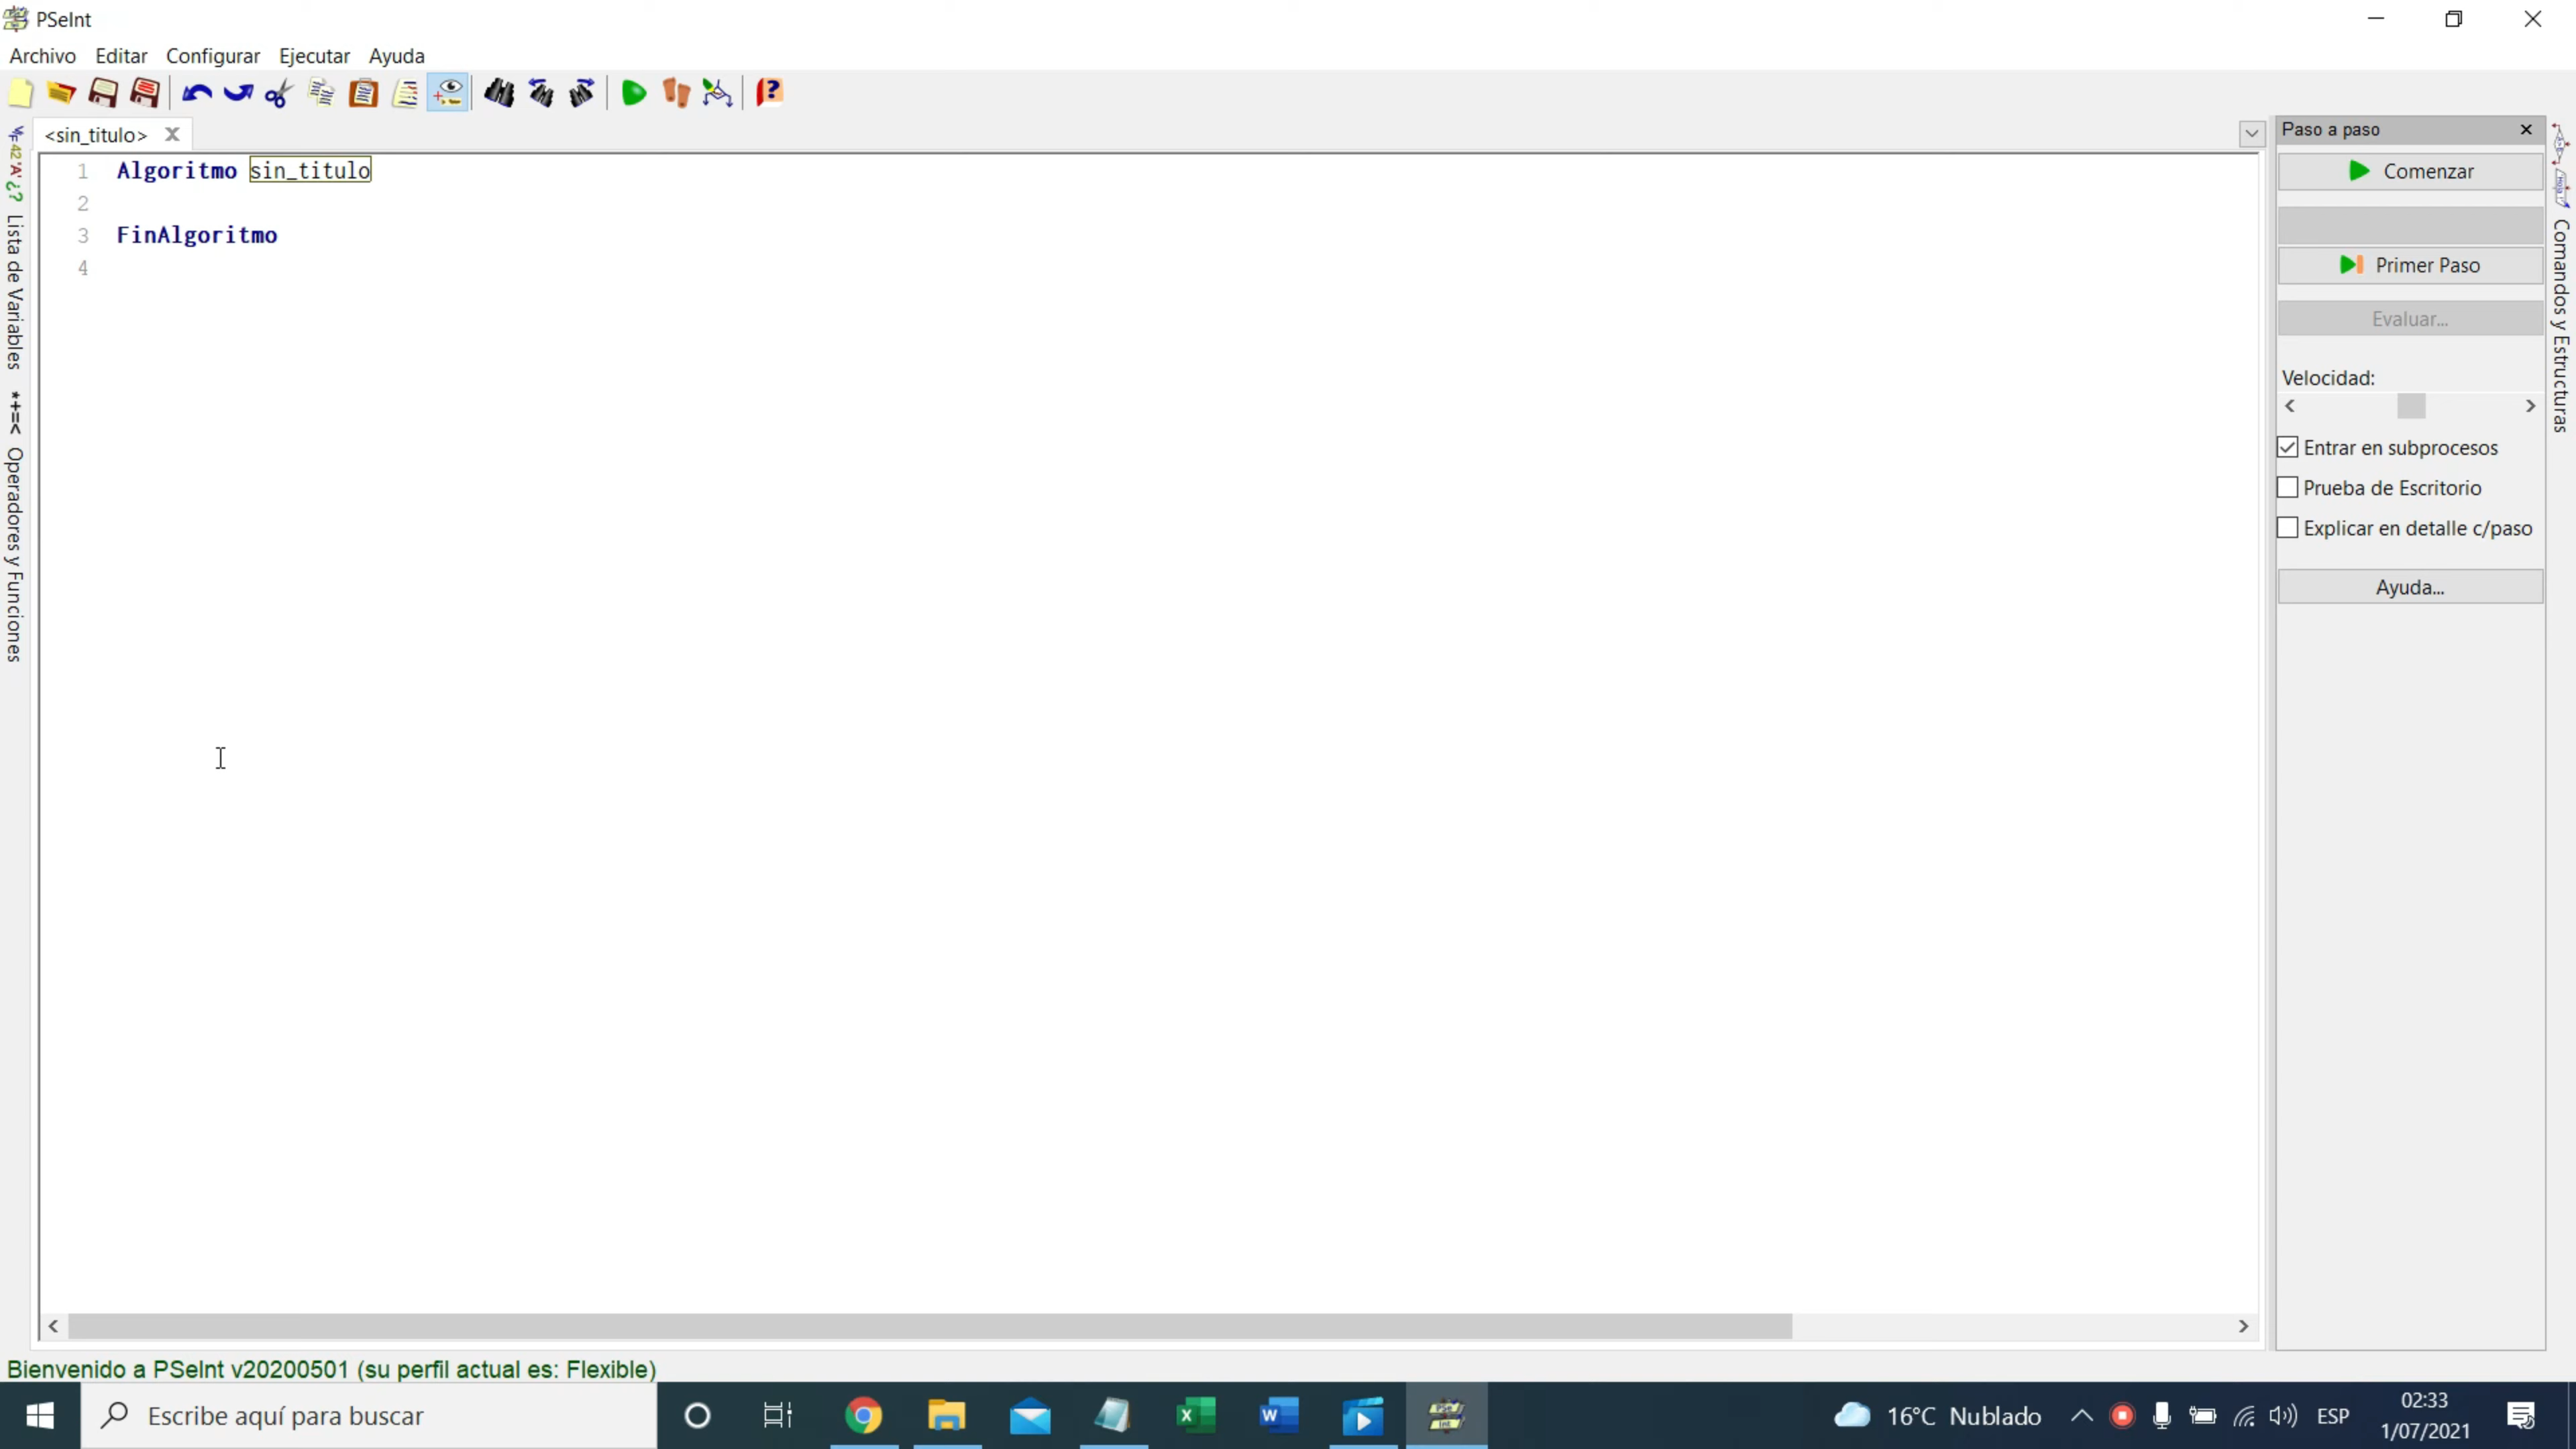 PSeInt
Archivo Editar Configurar Ejecutar Ayuda
<sin_titulo>
Paso a paso
1 Algoritmo sin_titulo
2
3 FinAlgoritmo
4
Comenzar
Primer Paso
Evaluar...
Velocidad:
Entrar en subprocesos
Prueba de Escritorio
Explicar en detalle c/paso
Ayuda...
42 'A' ¿? Lista de Variables
*+=< Operadores y Funciones
Comandos y Estructuras
Bienvenido a PSeInt v20200501 (su perfil actual es: Flexible)
Escribe aquí para buscar
16°C Nublado
ESP
02:33
1/07/2021